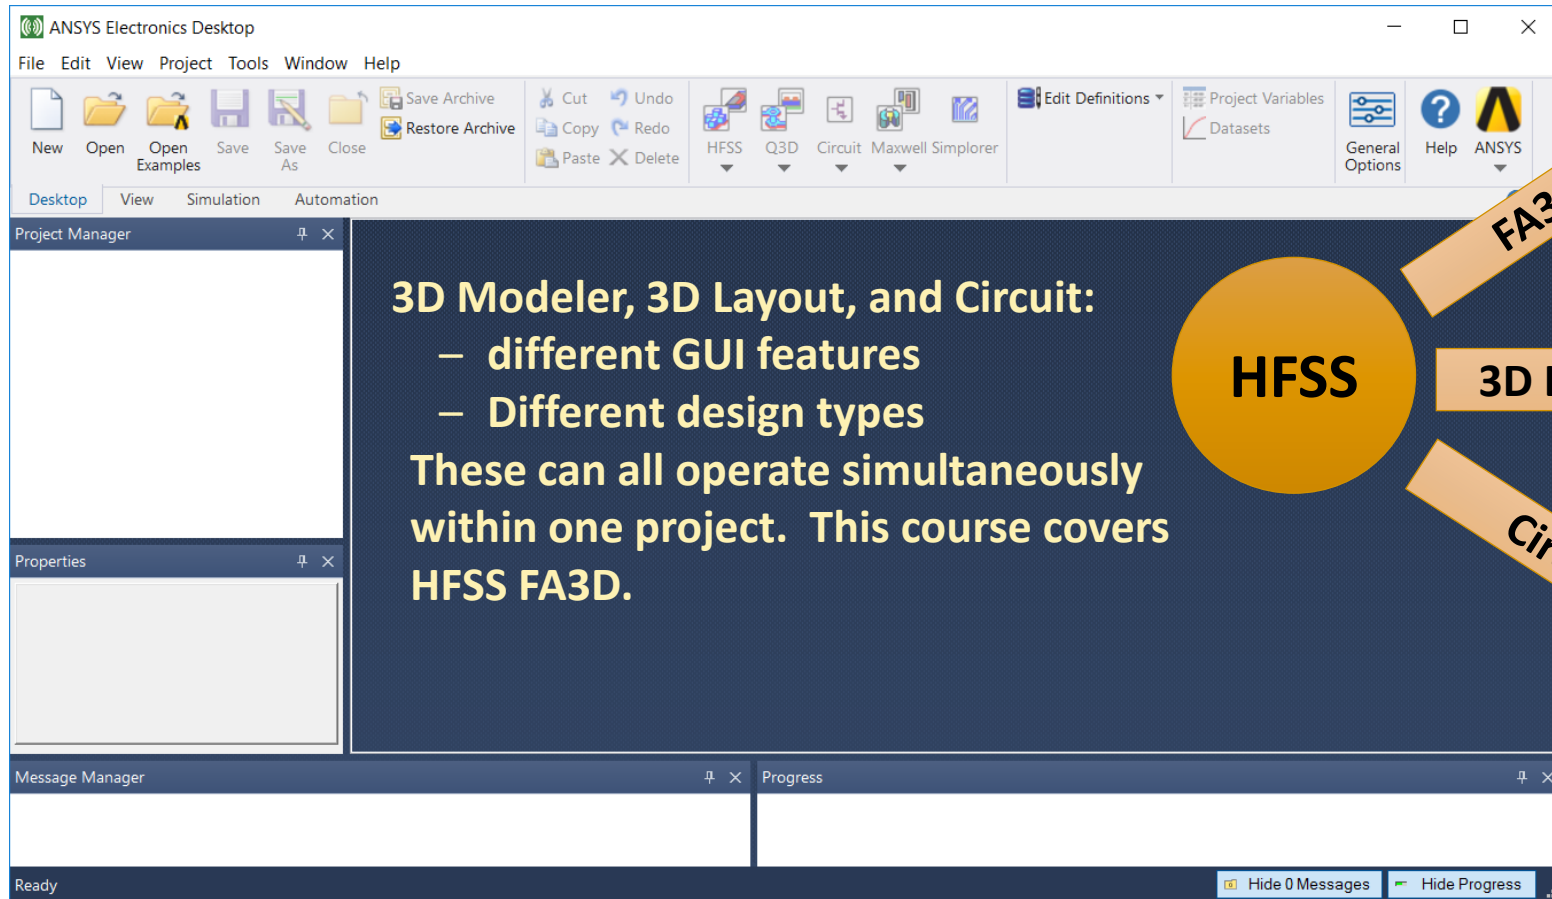 ANSYS Electronics Desktop
File Edit View Project Tools Window Help
New Open Open Examples Save Save As Close
Save Archive
Restore Archive
Cut Undo
Copy Redo
Paste Delete
HFSS Q3D Circuit Maxwell Simplorer
Edit Definitions
Project Variables
Datasets
General Options
Help ANSYS
Desktop View Simulation Automation
Project Manager
3D Modeler, 3D Layout, and Circuit:
– different GUI features
– Different design types
These can all operate simultaneously
within one project. This course covers
HFSS FA3D.
HFSS
3D
Properties
Message Manager
Progress
Ready
Hide 0 Messages
Hide Progress